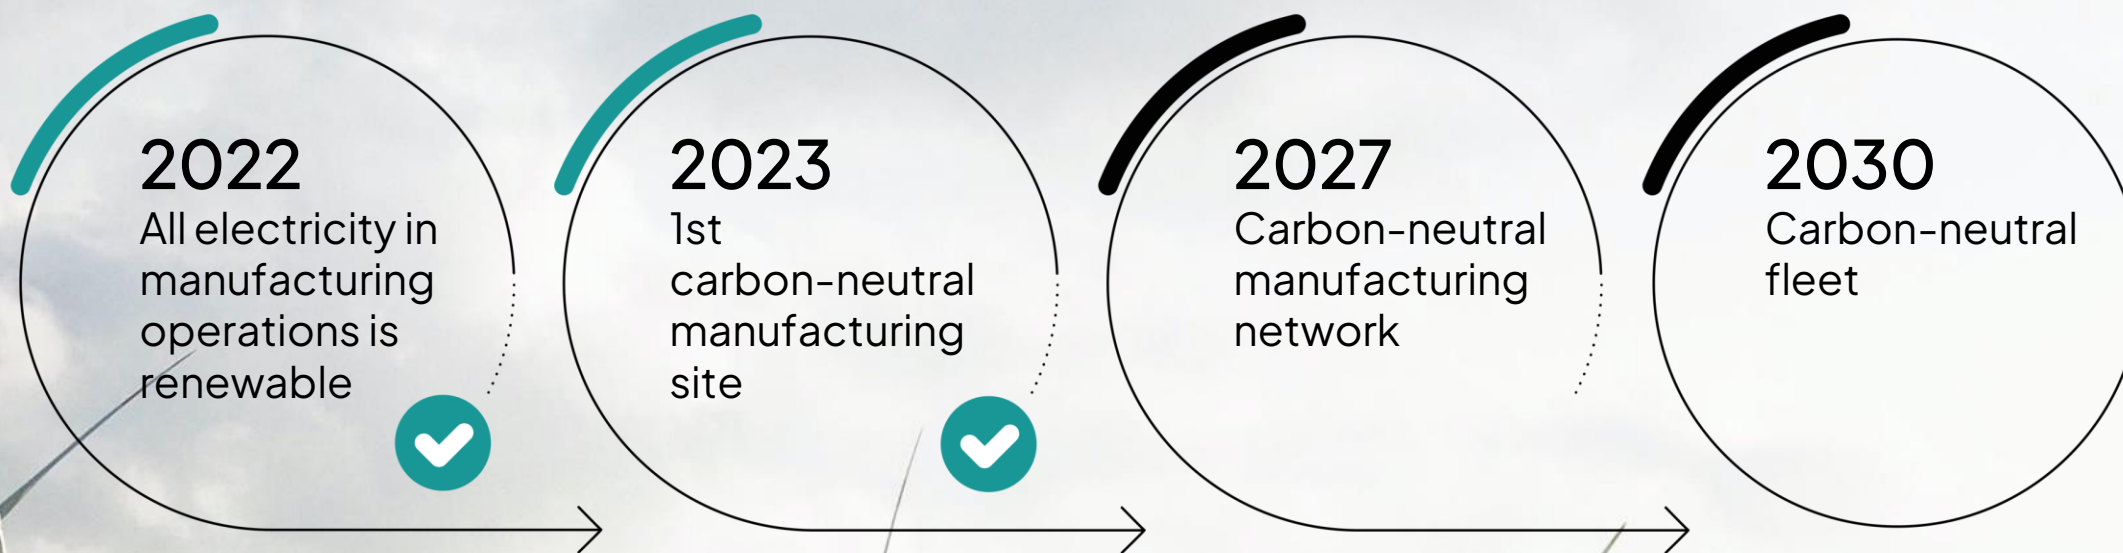 2022
All electricity in
manufacturing
operations is
renewable
2023
1st
carbon-neutral
manufacturing
site
2027
Carbon-neutral
manufacturing
network
2030
Carbon-neutral
fleet